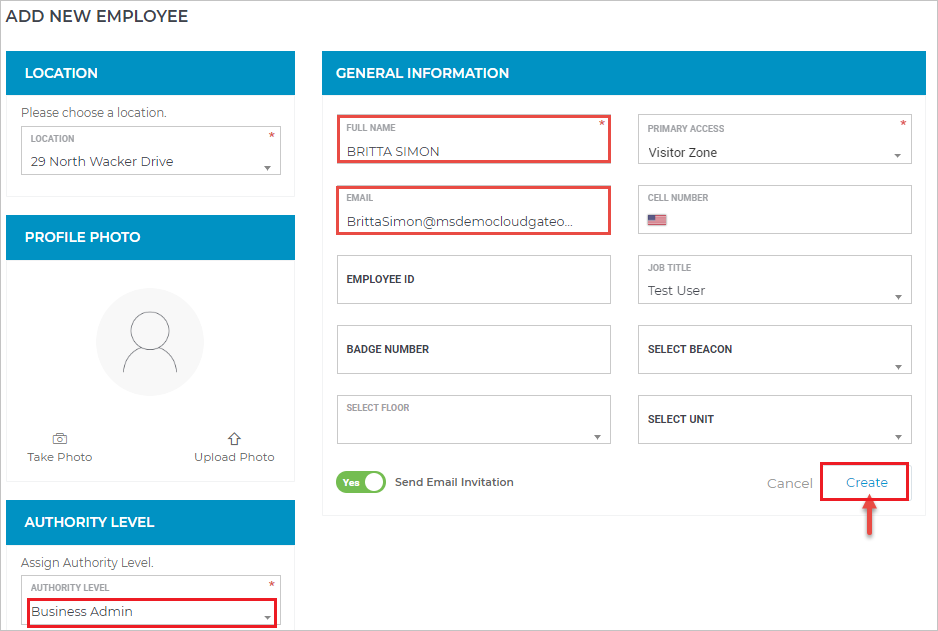 ADD NEW EMPLOYEE
LOCATION
Please choose a location.
LOCATION *
29 North Wacker Drive
PROFILE PHOTO
Take Photo
Upload Photo
AUTHORITY LEVEL
Assign Authority Level.
AUTHORITY LEVEL *
Business Admin
GENERAL INFORMATION
FULL NAME *
BRITTA SIMON
PRIMARY ACCESS *
Visitor Zone
EMAIL
BrittaSimon@msdemocloudgateo...
CELL NUMBER
EMPLOYEE ID
JOB TITLE
Test User
BADGE NUMBER
SELECT BEACON
SELECT FLOOR
SELECT UNIT
Yes Send Email Invitation
Cancel
Create